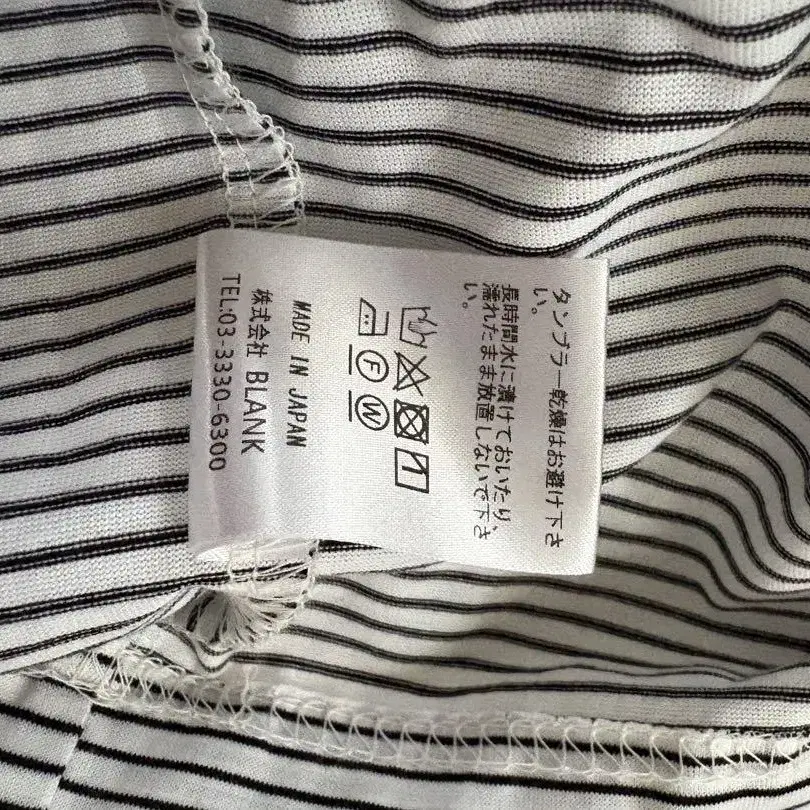 タンブラー乾燥はお避け下さ
い。
長時間水に漬けておいたり、
濡れたまま放置しないで下さ
い。
F W
MADE IN JAPAN
株式会社 BLANK
TEL:03-3330-6300